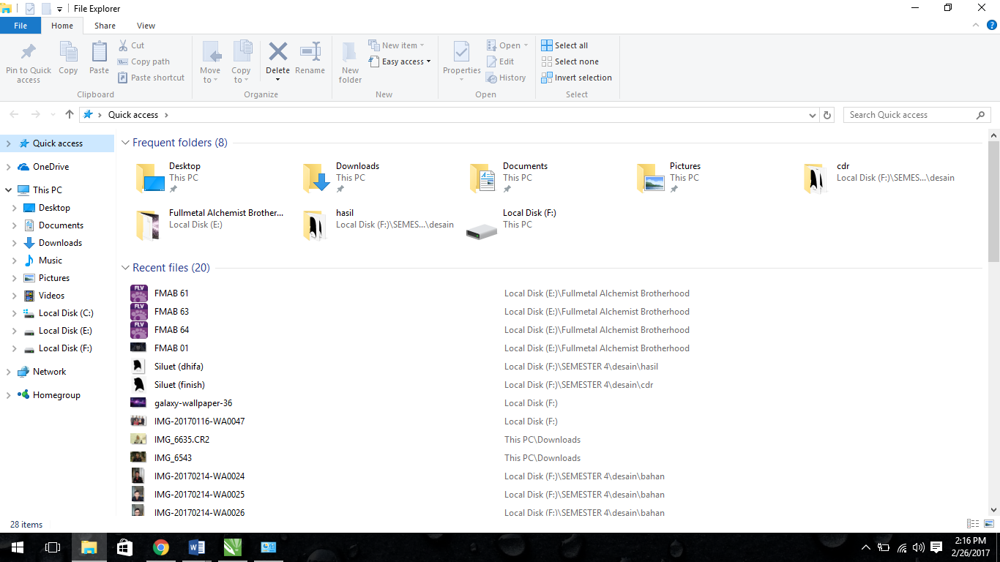 File Explorer
File Home Share View
Pin to Quick access
Copy
Paste
Cut
Copy path
Paste shortcut
Clipboard
Move to
Copy to
Delete
Rename
Organize
New folder
New item
Easy access
New
Properties
Open
Edit
History
Open
Select all
Select none
Invert selection
Select
Quick access
Search Quick access
Quick access
OneDrive
This PC
Desktop
Documents
Downloads
Music
Pictures
Videos
Local Disk (C:)
Local Disk (E:)
Local Disk (F:)
Network
Homegroup
Frequent folders (8)
Desktop
This PC
Downloads
This PC
Documents
This PC
Pictures
This PC
cdr
Local Disk (F:)\SEMES...\desain
Fullmetal Alchemist Brother...
Local Disk (E:)
hasil
Local Disk (F:)\SEMES...\desain
Local Disk (F:)
This PC
Recent files (20)
FMAB 61 Local Disk (E:)\Fullmetal Alchemist Brotherhood
FMAB 63 Local Disk (E:)\Fullmetal Alchemist Brotherhood
FMAB 64 Local Disk (E:)\Fullmetal Alchemist Brotherhood
FMAB 01 Local Disk (E:)\Fullmetal Alchemist Brotherhood
Siluet (dhifa) Local Disk (F:)\SEMESTER 4\desain\hasil
Siluet (finish) Local Disk (F:)\SEMESTER 4\desain\cdr
galaxy-wallpaper-36 Local Disk (F:)
IMG-20170116-WA0047 Local Disk (F:)
IMG_6635.CR2 This PC\Downloads
IMG_6543 This PC\Downloads
IMG-20170214-WA0024 Local Disk (F:)\SEMESTER 4\desain\bahan
IMG-20170214-WA0025 Local Disk (F:)\SEMESTER 4\desain\bahan
IMG-20170214-WA0026 Local Disk (F:)\SEMESTER 4\desain\bahan
FLV
FLV
FLV
28 items
2:16 PM
2/26/2017